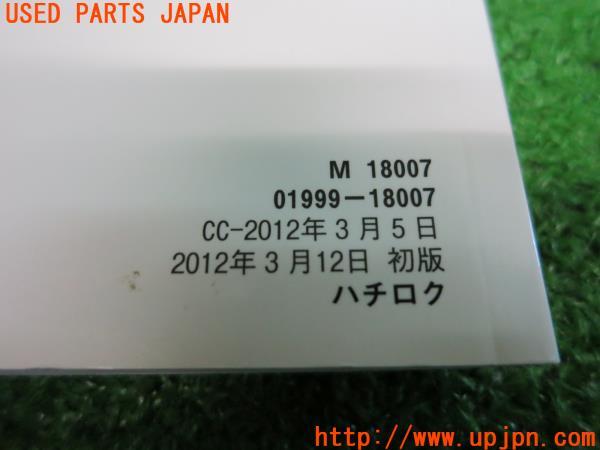 USED PARTS JAPAN
M 18007
01999-18007
CC-2012年3月5日
2012年3月12日 初版
ハチロク
http://www.upjpn.com